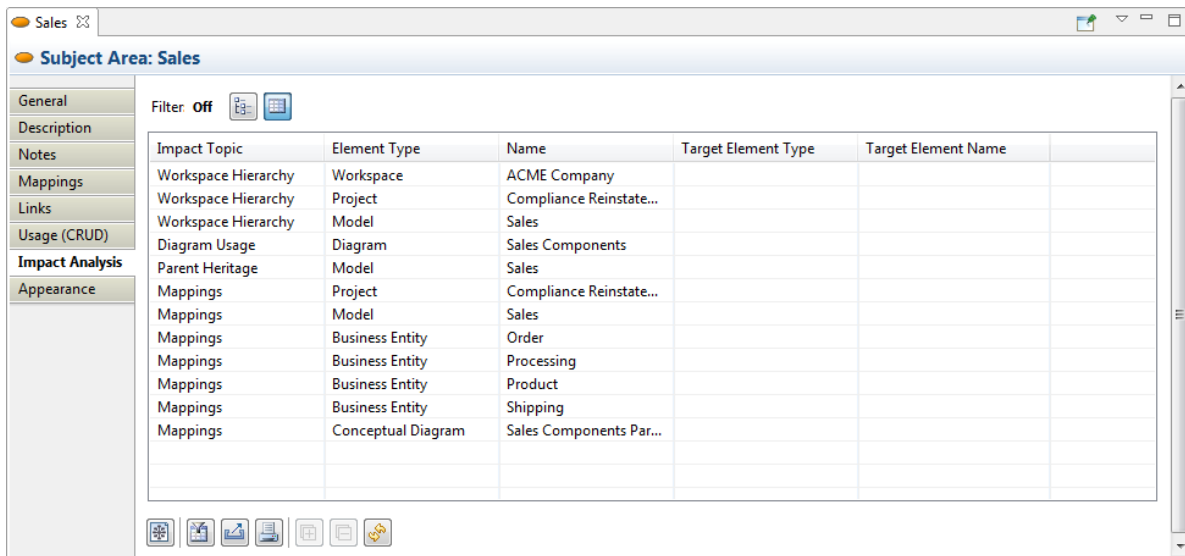 Sales
Subject Area: Sales
General
Description
Notes
Mappings
Links
Usage (CRUD)
Impact Analysis
Appearance
Filter: Off
Impact Topic Element Type Name Target Element Type Target Element Name
Workspace Hierarchy Workspace ACME Company
Workspace Hierarchy Project Compliance Reinstate...
Workspace Hierarchy Model Sales
Diagram Usage Diagram Sales Components
Parent Heritage Model Sales
Mappings Project Compliance Reinstate...
Mappings Model Sales
Mappings Business Entity Order
Mappings Business Entity Processing
Mappings Business Entity Product
Mappings Business Entity Shipping
Mappings Conceptual Diagram Sales Components Par...